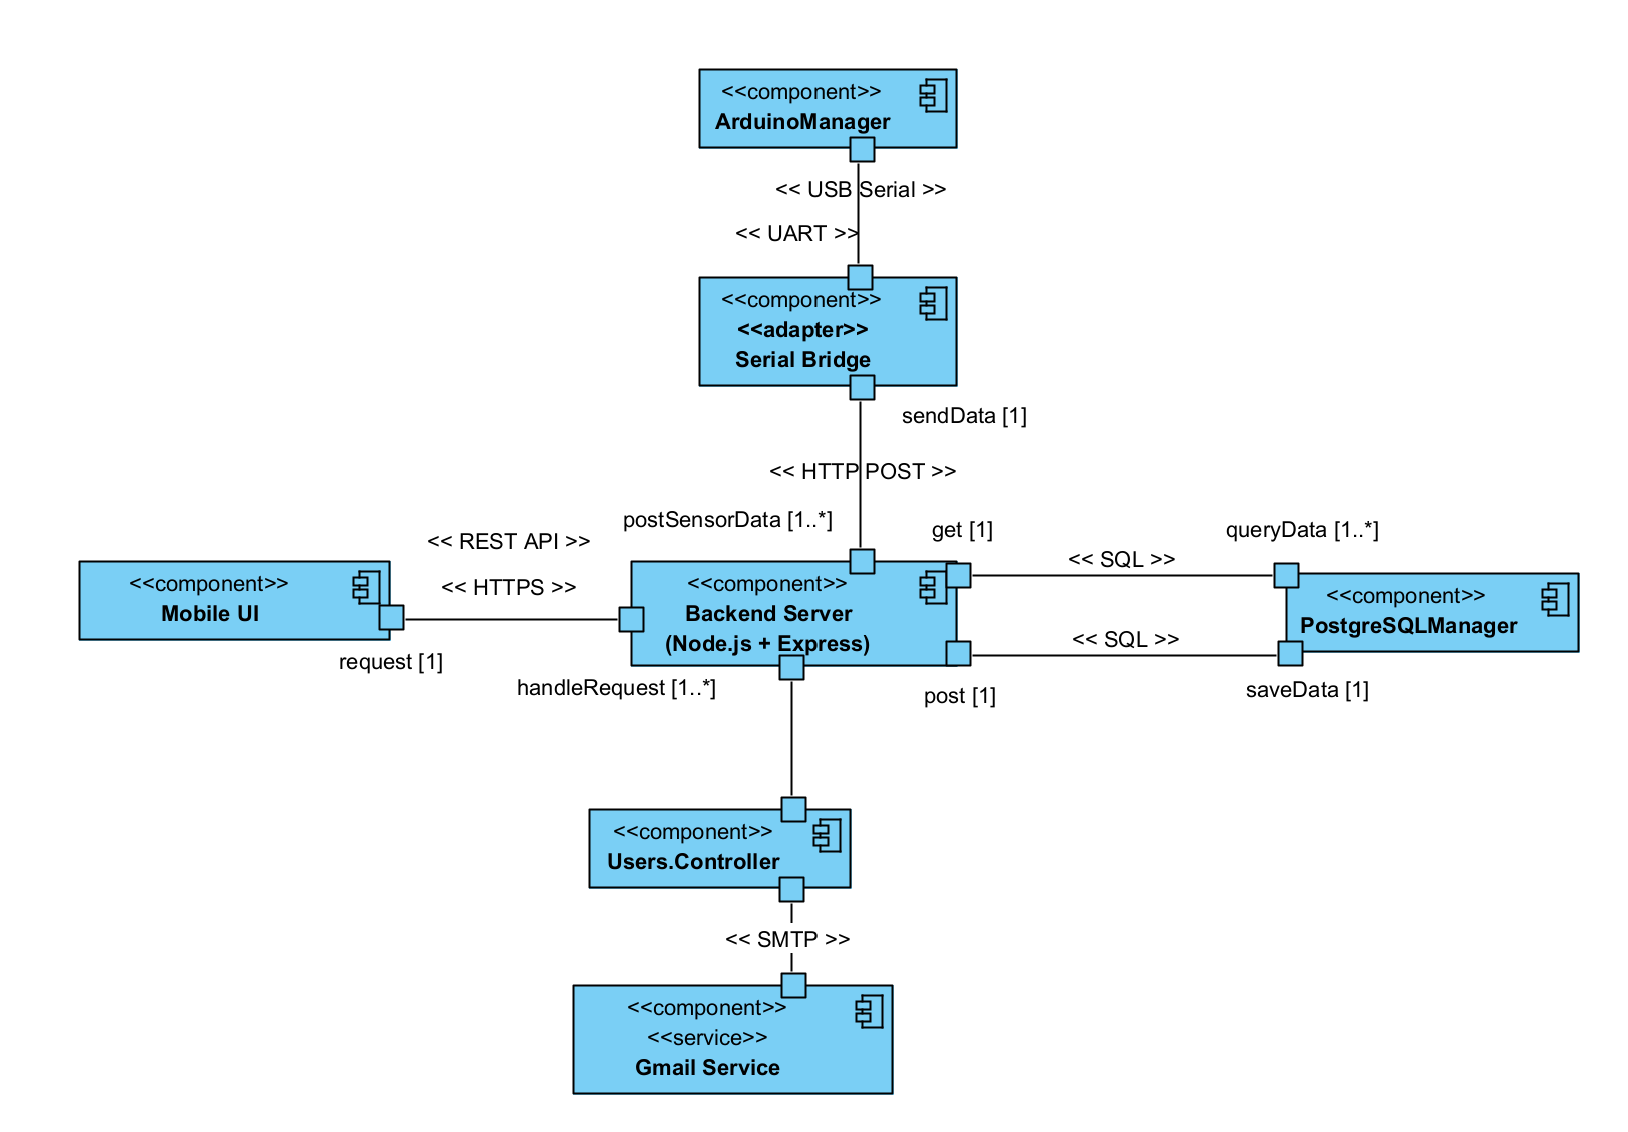 <<component>>
ArduinoManager
<< USB Serial >>
<< UART >>
<<component>>
<<adapter>>
Serial Bridge
sendData [1]
<< HTTP POST >>
postSensorData [1..*]
get [1]
queryData [1..*]
<< REST API >>
<< SQL >>
<<component>>
Mobile UI
<< HTTPS >>
<<component>>
Backend Server
(Node.js + Express)
<<component>>
PostgreSQLManager
<< SQL >>
request [1]
handleRequest [1..*]
post [1]
saveData [1]
<<component>>
Users.Controller
<< SMTP >>
<<component>>
<<service>>
Gmail Service